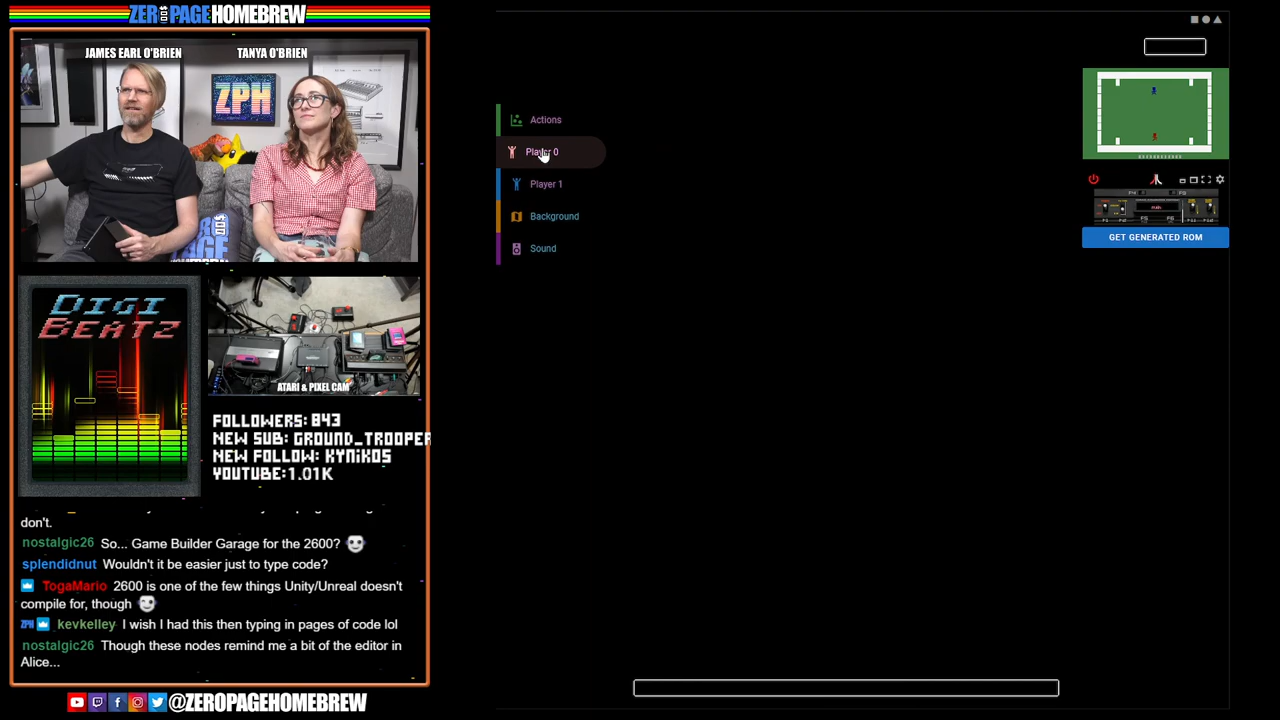 ZEROPAGEHOMEBREW
JAMES EARL O'BRIEN
TANYA O'BRIEN
ZPH
DIGI
BEATZ
ATARI & PIXEL CAM
FOLLOWERS: 843
NEW SUB: GROUND_TROOPER
NEW FOLLOW: KYNIKOS
YOUTUBE:1.01K
don't.
nostalgic26 So... Game Builder Garage for the 2600?
splendidnut Wouldn't it be easier just to type code?
TogaMario 2600 is one of the few things Unity/Unreal doesn't
compile for, though
ZPH kevkelley I wish I had this then typing in pages of code lol
nostalgic26 Though these nodes remind me a bit of the editor in
Alice...
@ZEROPAGEHOMEBREW
Actions
Player 0
Player 1
Background
Sound
GET GENERATED ROM